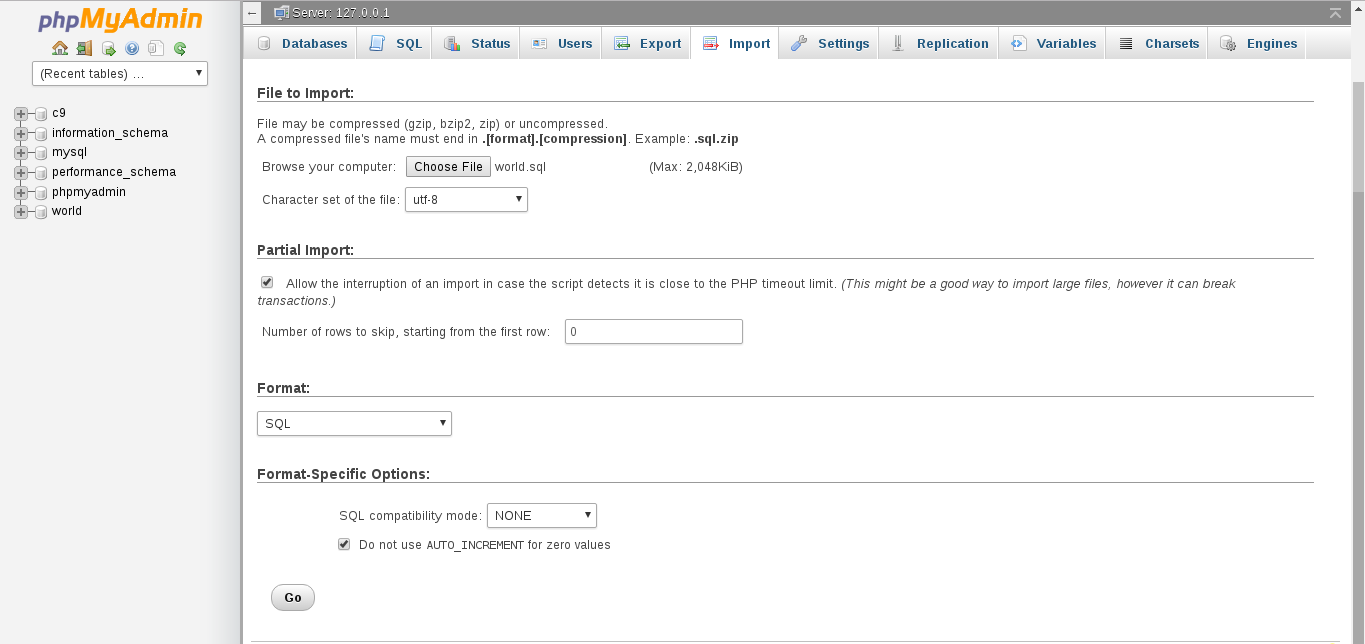 phpMyAdmin
(Recent tables) ...
c9
information_schema
mysql
performance_schema
phpmyadmin
world
Server: 127.0.0.1
Databases SQL Status Users Export Import Settings Replication Variables Charsets Engines
File to Import:
File may be compressed (gzip, bzip2, zip) or uncompressed.
A compressed file's name must end in .[format].[compression]. Example: .sql.zip
Browse your computer: Choose File world.sql (Max: 2,048KiB)
Character set of the file: utf-8
Partial Import:
Allow the interruption of an import in case the script detects it is close to the PHP timeout limit. (This might be a good way to import large files, however it can break
transactions.)
Number of rows to skip, starting from the first row: 0
Format:
SQL
Format-Specific Options:
SQL compatibility mode: NONE
Do not use AUTO_INCREMENT for zero values
Go